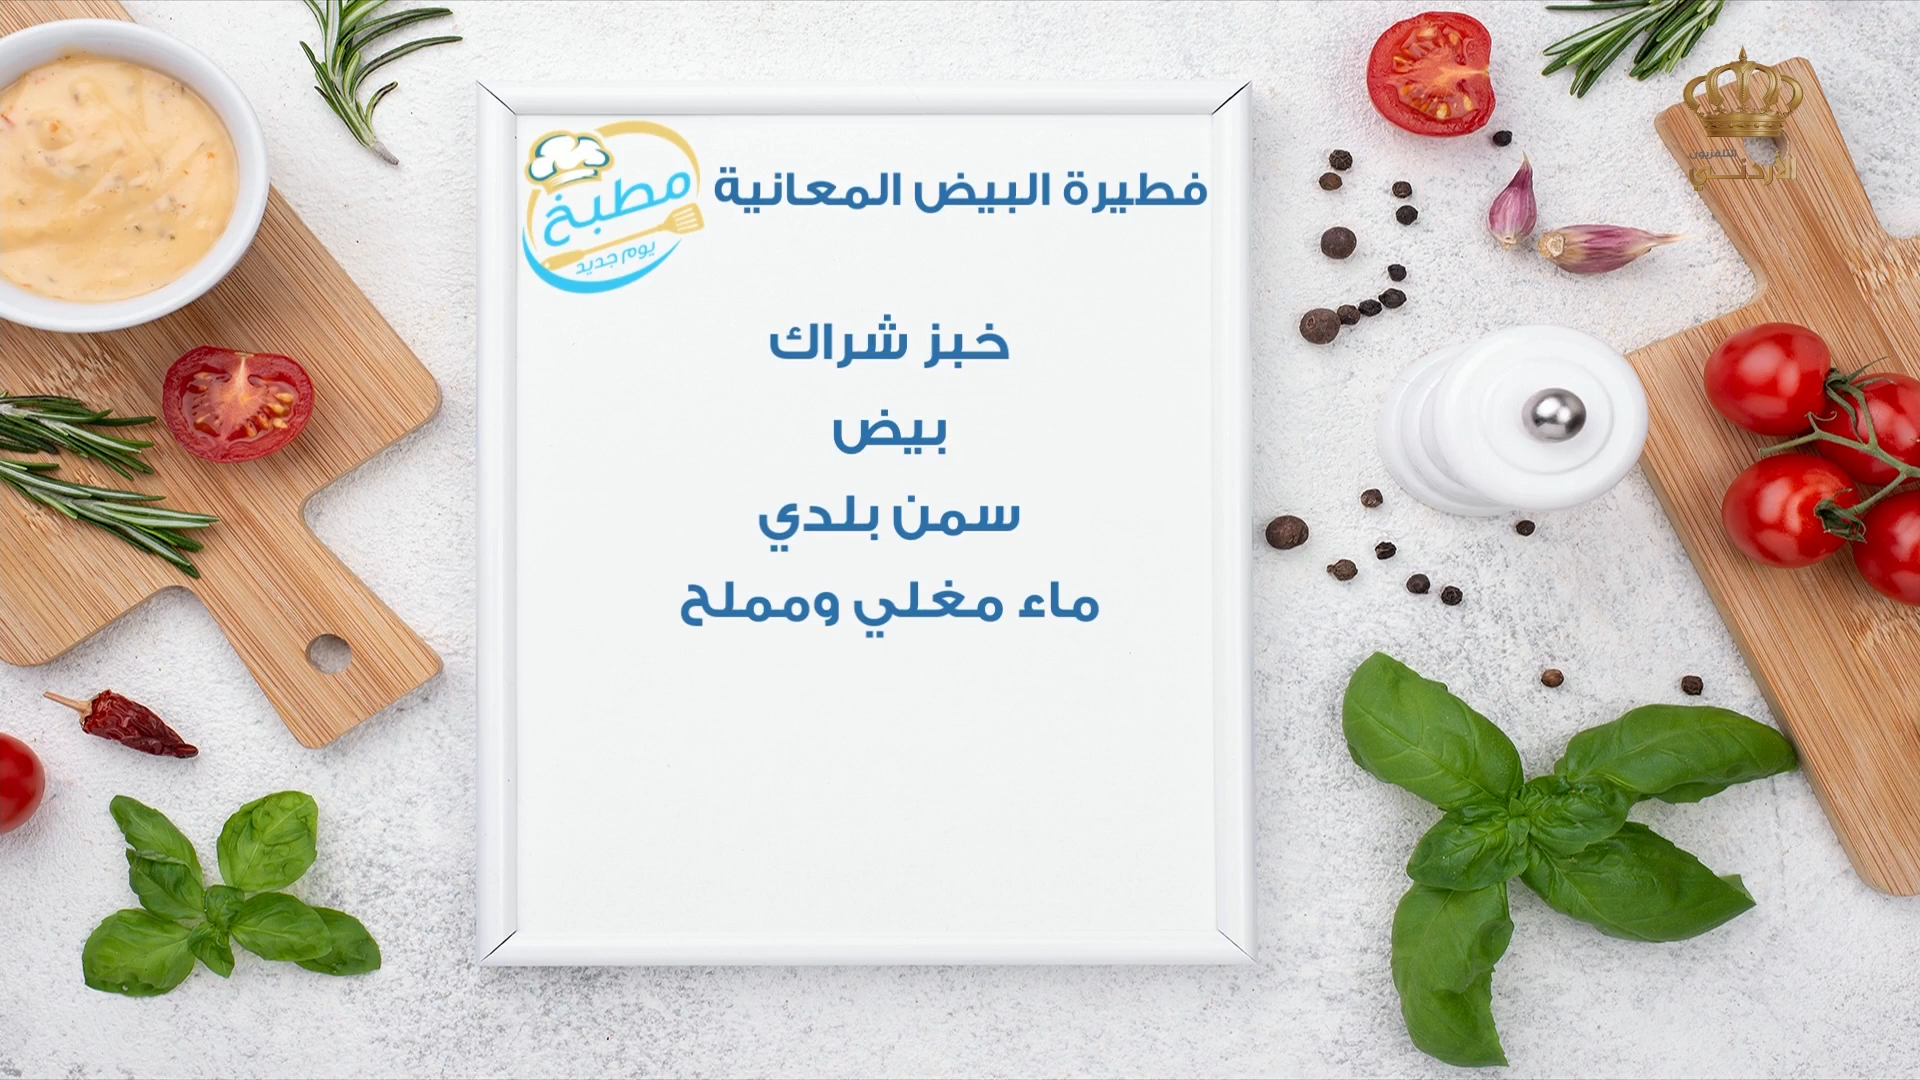 فطيرة البيض المعانية
مطبخ
يوم جديد
خبز شراك
بيض
سمن بلدي
ماء مغلي ومملح
التلفزيون
الأردني